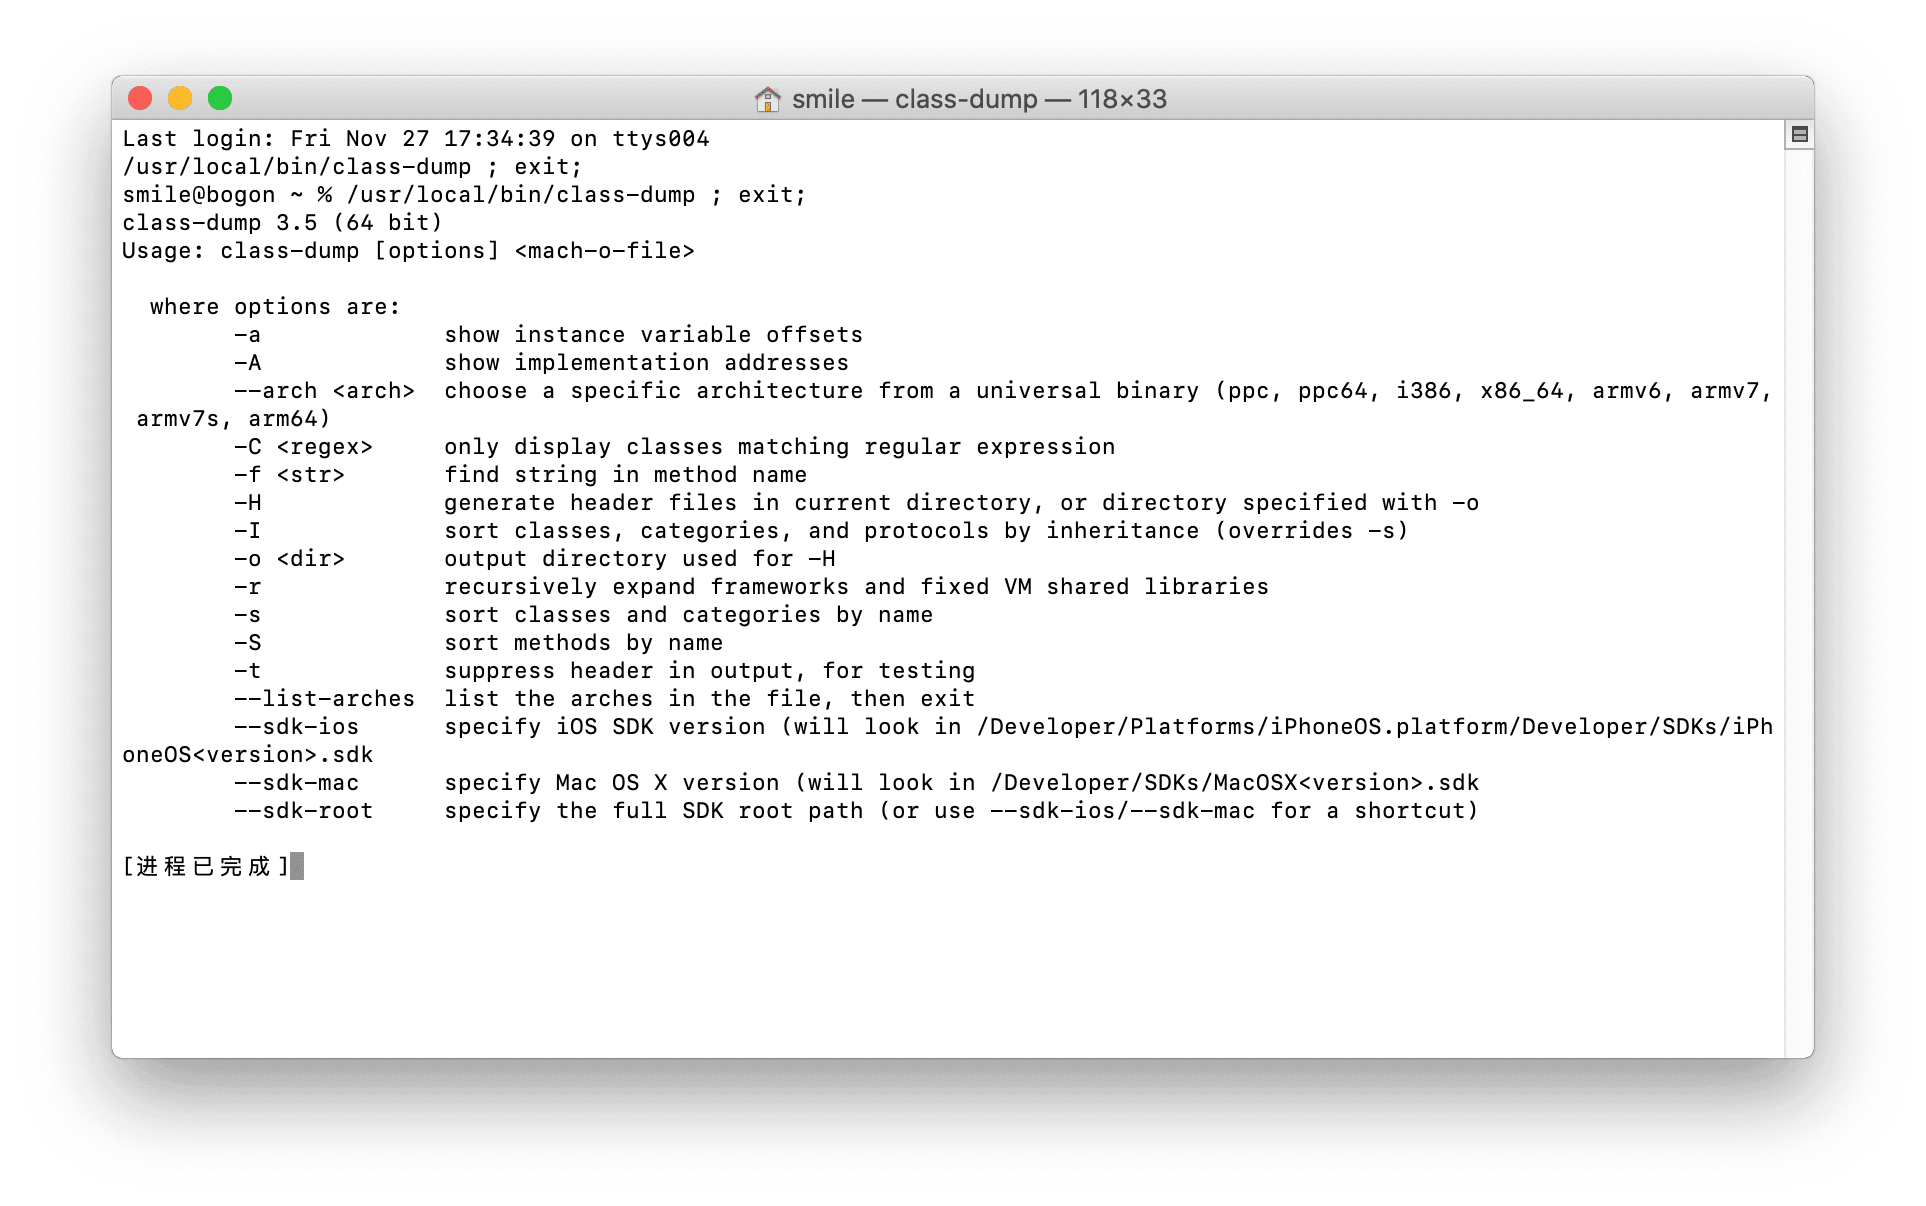 smile — class-dump — 118×33
Last login: Fri Nov 27 17:34:39 on ttys004
/usr/local/bin/class-dump ; exit;
smile@bogon ~ % /usr/local/bin/class-dump ; exit;
class-dump 3.5 (64 bit)
Usage: class-dump [options] <mach-o-file>

  where options are:
        -a             show instance variable offsets
        -A             show implementation addresses
        --arch <arch>  choose a specific architecture from a universal binary (ppc, ppc64, i386, x86_64, armv6, armv7,
 armv7s, arm64)
        -C <regex>     only display classes matching regular expression
        -f <str>       find string in method name
        -H             generate header files in current directory, or directory specified with -o
        -I             sort classes, categories, and protocols by inheritance (overrides -s)
        -o <dir>       output directory used for -H
        -r             recursively expand frameworks and fixed VM shared libraries
        -s             sort classes and categories by name
        -S             sort methods by name
        -t             suppress header in output, for testing
        --list-arches  list the arches in the file, then exit
        --sdk-ios      specify iOS SDK version (will look in /Developer/Platforms/iPhoneOS.platform/Developer/SDKs/iPh
oneOS<version>.sdk
        --sdk-mac      specify Mac OS X version (will look in /Developer/SDKs/MacOSX<version>.sdk
        --sdk-root     specify the full SDK root path (or use --sdk-ios/--sdk-mac for a shortcut)

[进程已完成]